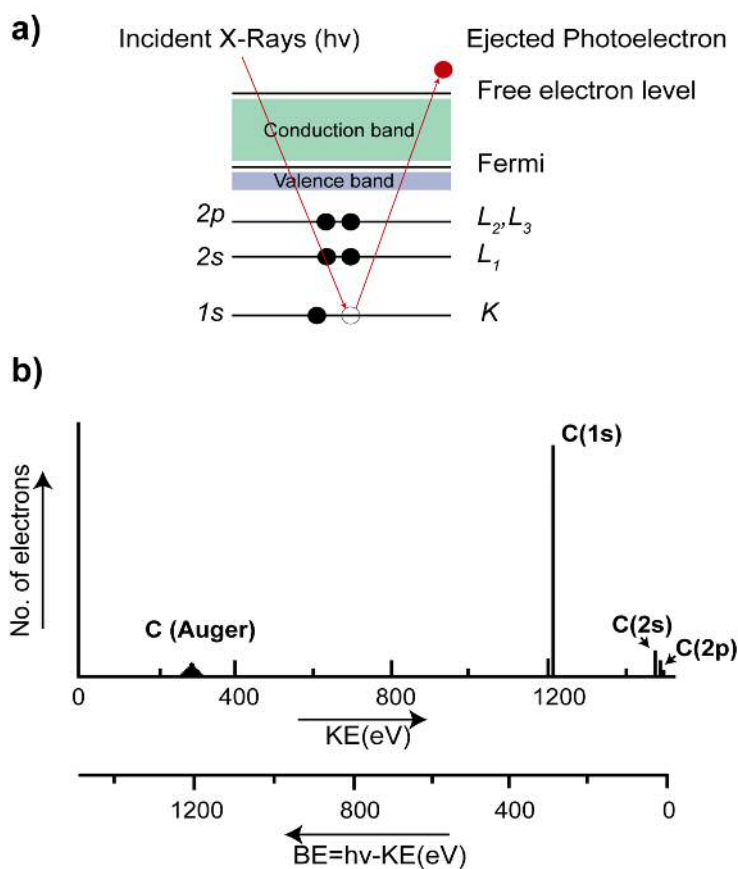 a)
Incident X-Rays (hv)
Ejected Photoelectron
Free electron level
Conduction band
Fermi
Valence band
2p
L2,L3
2s
L1
1s
K
b)
No. of electrons
C(1s)
C (Auger)
C(2s)
C(2p)
0
400
800
1200
KE(eV)
1200
800
400
0
BE=hv-KE(eV)